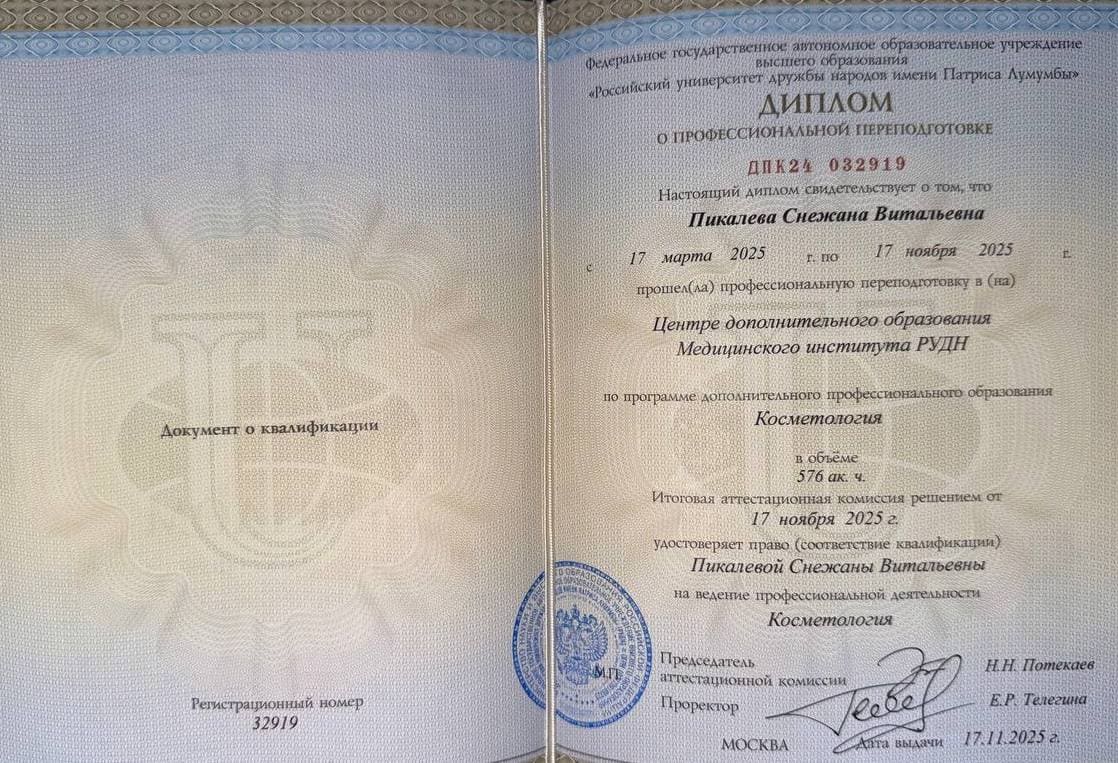 Документ о квалификации
Регистрационный номер
32919
Федеральное государственное автономное образовательное учреждение
высшего образования
«Российский университет дружбы народов имени Патриса Лумумбы»
ДИПЛОМ
О ПРОФЕССИОНАЛЬНОЙ ПЕРЕПОДГОТОВКЕ
ДПК24 032919
Настоящий диплом свидетельствует о том, что
Пикалева Снежана Витальевна
с 17 марта 2025 г. по 17 ноября 2025 г.
прошел(ла) профессиональную переподготовку в (на)
Центре дополнительного образования
Медицинского института РУДН
по программе дополнительного профессионального образования
Косметология
в объёме
576 ак. ч.
Итоговая аттестационная комиссия решением от
17 ноября 2025 г.
удостоверяет право (соответствие квалификации)
Пикалевой Снежаны Витальевны
на ведение профессиональной деятельности
Косметология
М.П.
Председатель
аттестационной комиссии Н.Н. Потекаев
Проректор Е.Р. Телегина
МОСКВА Дата выдачи 17.11.2025 г.